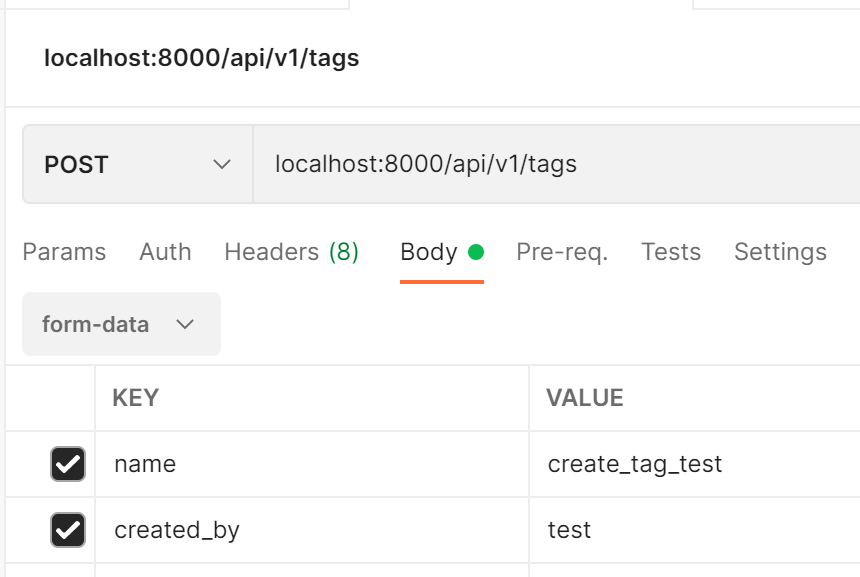 localhost:8000/api/v1/tags
POST localhost:8000/api/v1/tags
Params Auth Headers (8) Body Pre-req. Tests Settings
form-data
KEY VALUE
name create_tag_test
created_by test